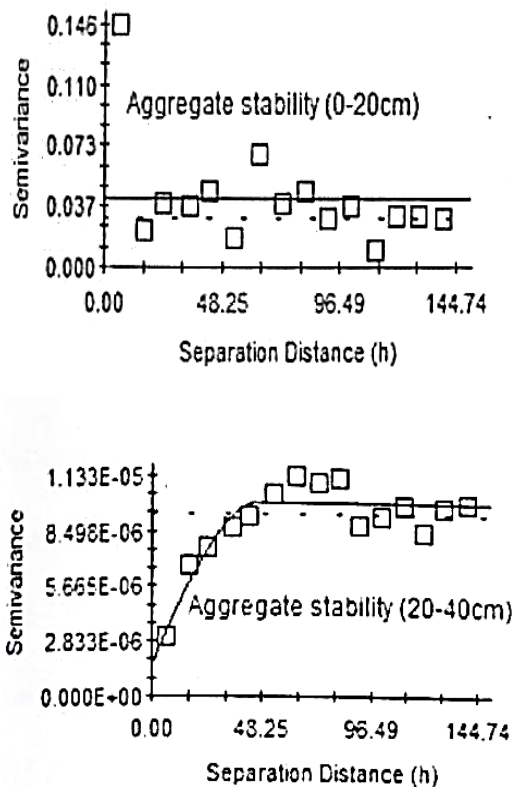 0.146
0.110
Aggregate stability (0-20cm)
0.073
0.037
0.000
Semivariance
0.00 48.25 96.49 144.74
Separation Distance (h)
1.133E-05
8.498E-06
5.665E-06
Aggregate stability (20-40cm)
2.833E-06
0.000E+00
Semivariance
0.00 48.25 96.49 144.74
Separation Distance (h)